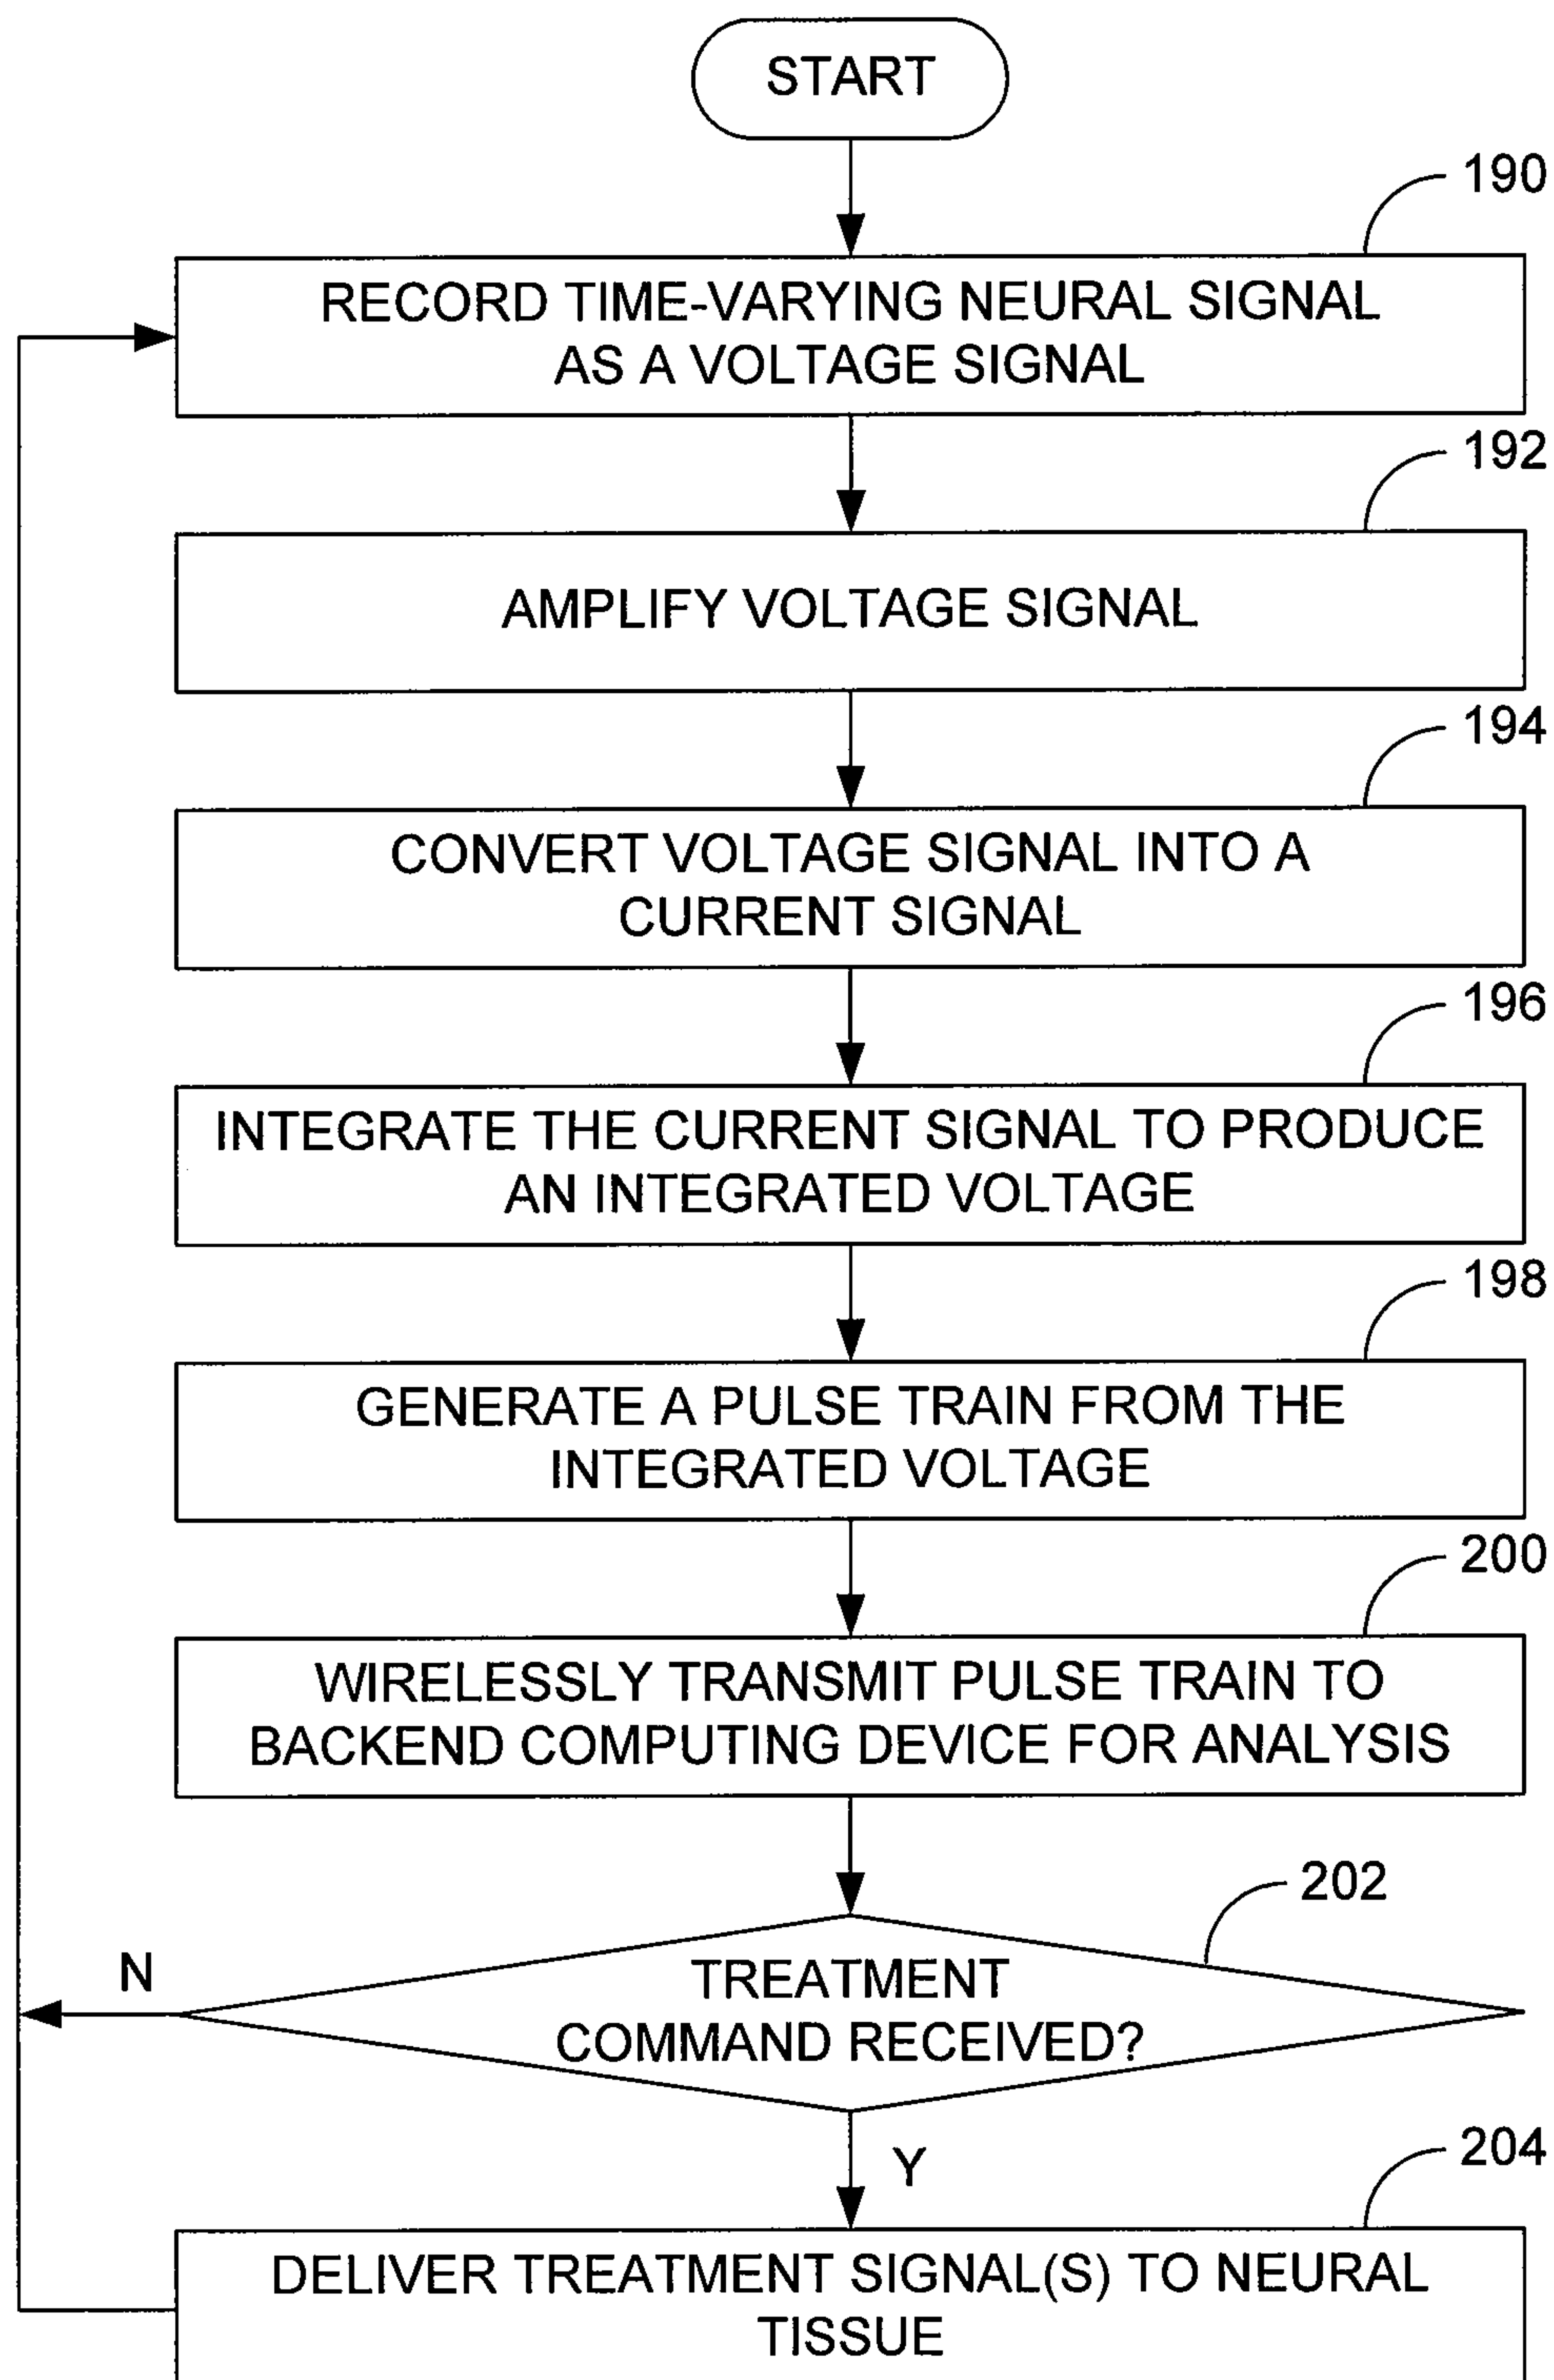 START
190
RECORD TIME-VARYING NEURAL SIGNAL
AS A VOLTAGE SIGNAL
192
AMPLIFY VOLTAGE SIGNAL
194
CONVERT VOLTAGE SIGNAL INTO A
CURRENT SIGNAL
196
INTEGRATE THE CURRENT SIGNAL TO PRODUCE
AN INTEGRATED VOLTAGE
198
GENERATE A PULSE TRAIN FROM THE
INTEGRATED VOLTAGE
200
WIRELESSLY TRANSMIT PULSE TRAIN TO
BACKEND COMPUTING DEVICE FOR ANALYSIS
202
N
TREATMENT
COMMAND RECEIVED?
Y
204
DELIVER TREATMENT SIGNAL(S) TO NEURAL
TISSUE